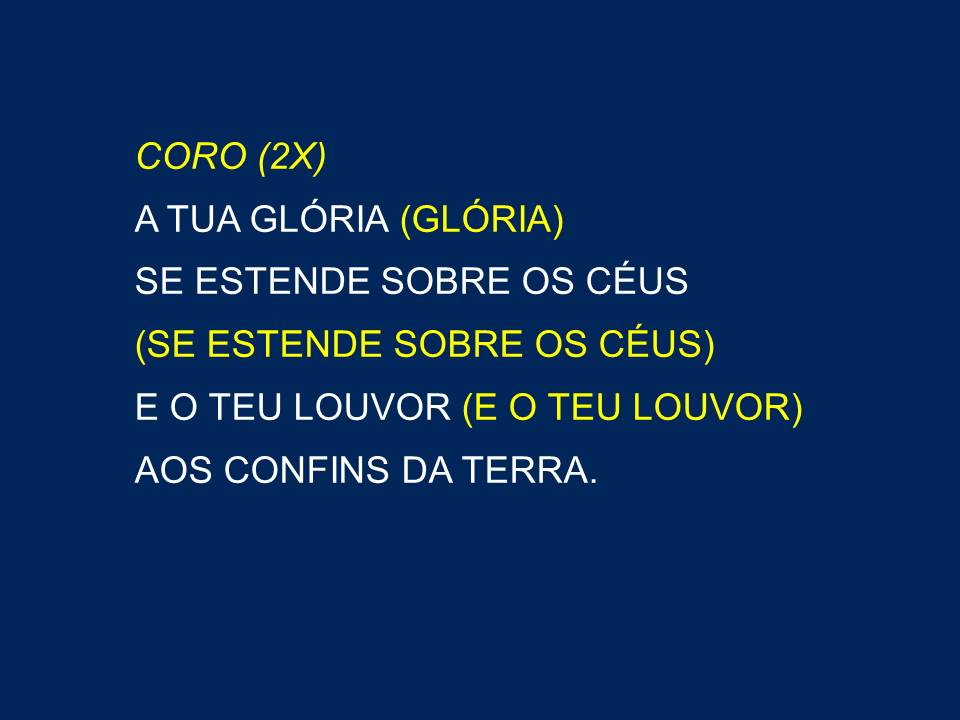 CORO (2X)
A TUA GLÓRIA (GLÓRIA)
SE ESTENDE SOBRE OS CÉUS
(SE ESTENDE SOBRE OS CÉUS)
E O TEU LOUVOR (E O TEU LOUVOR)
AOS CONFINS DA TERRA.